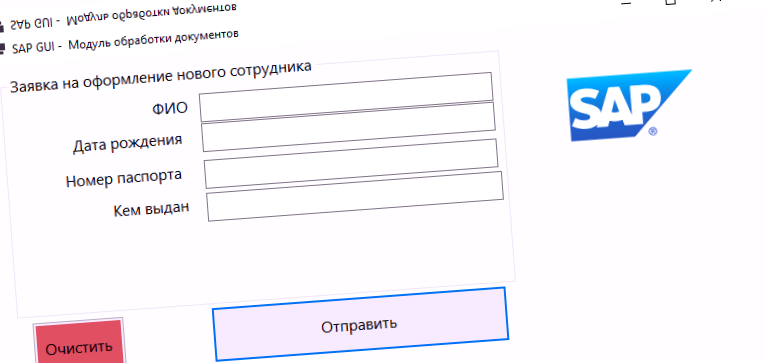 SAP GUI - Модуль обработки документов
SAP GUI - Модуль обработки документов
Заявка на оформление нового сотрудника
ФИО
Дата рождения
Номер паспорта
Кем выдан
SAP®
Очистить
Отправить